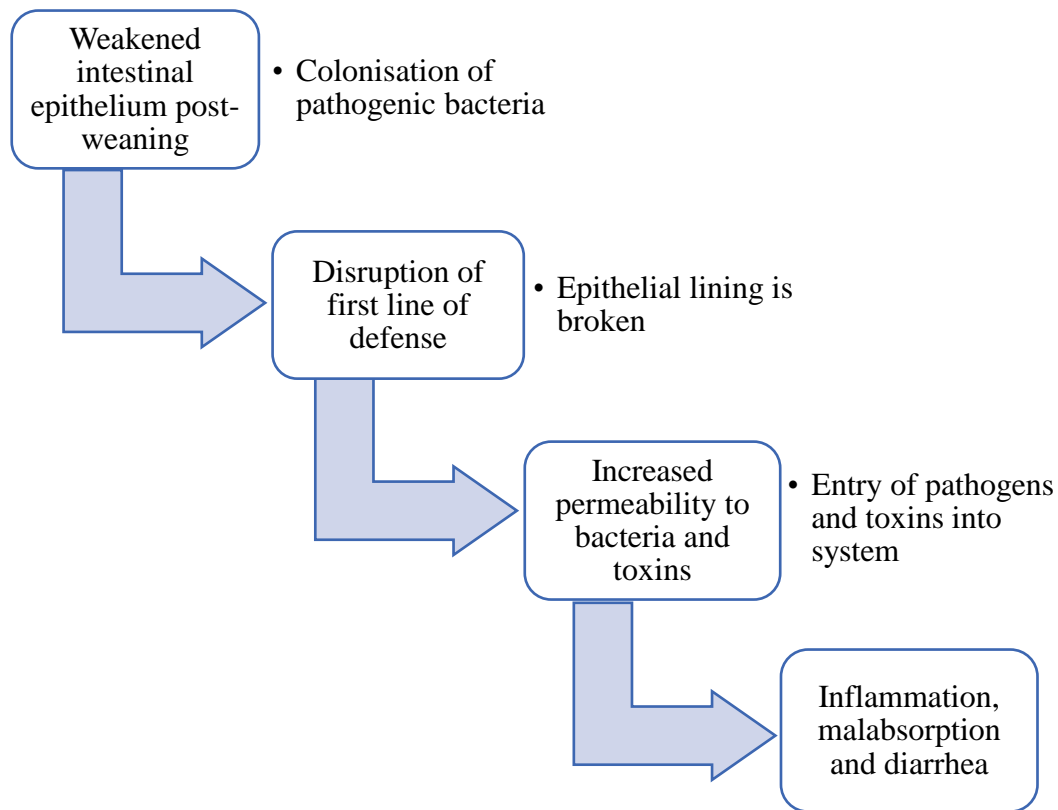 Weakened
intestinal
epithelium post-
weaning
• Colonisation of
pathogenic bacteria
Disruption of
first line of
defense
• Epithelial lining is
broken
Increased
permeability to
bacteria and
toxins
• Entry of pathogens
and toxins into
system
Inflammation,
malabsorption
and diarrhea